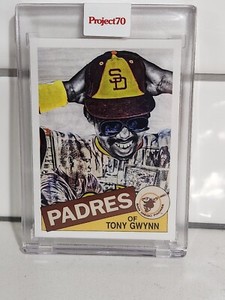 Project70
SD
PADRES
OF
TONY GWYNN